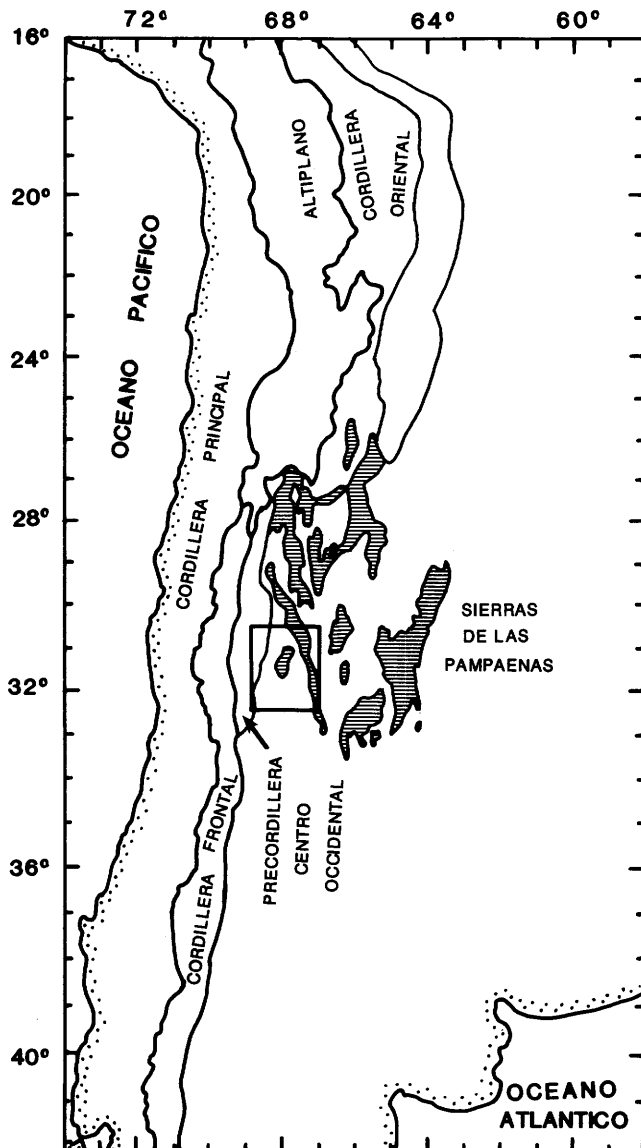 72° 68° 64° 60°
16°
20°
24°
28°
32°
36°
40°
OCEANO PACIFICO
ALTIPLANO
CORDILLERA
ORIENTAL
CORDILLERA PRINCIPAL
SIERRAS
DE LAS
PAMPAENAS
CORDILLERA FRONTAL
PRECORDILLERA
CENTRO
OCCIDENTAL
OCEANO
ATLANTICO